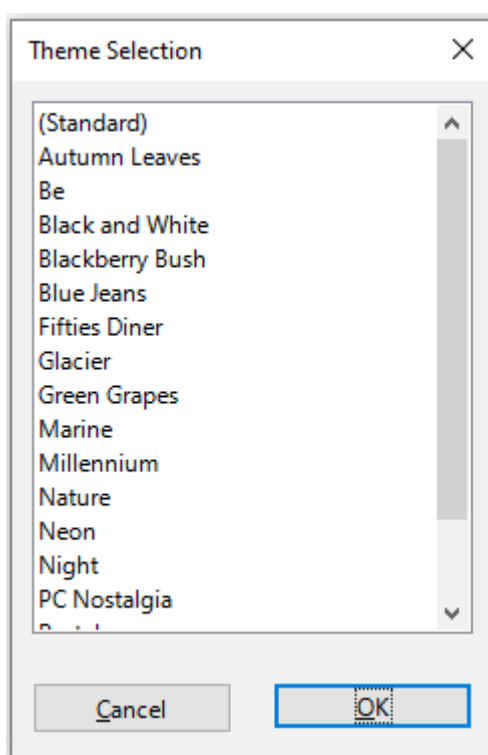 Theme Selection
(Standard)
Autumn Leaves
Be
Black and White
Blackberry Bush
Blue Jeans
Fifties Diner
Glacier
Green Grapes
Marine
Millennium
Nature
Neon
Night
PC Nostalgia
Cancel
OK